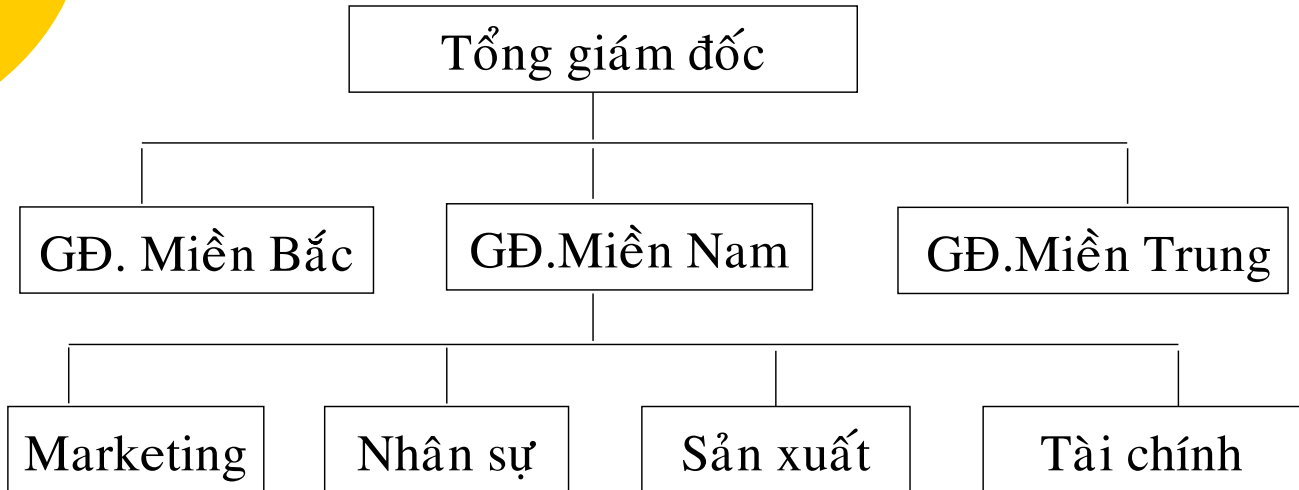 Tổng giám đốc
GĐ. Miền Bắc
GĐ.Miền Nam
GĐ.Miền Trung
Marketing
Nhân sự
Sản xuất
Tài chính